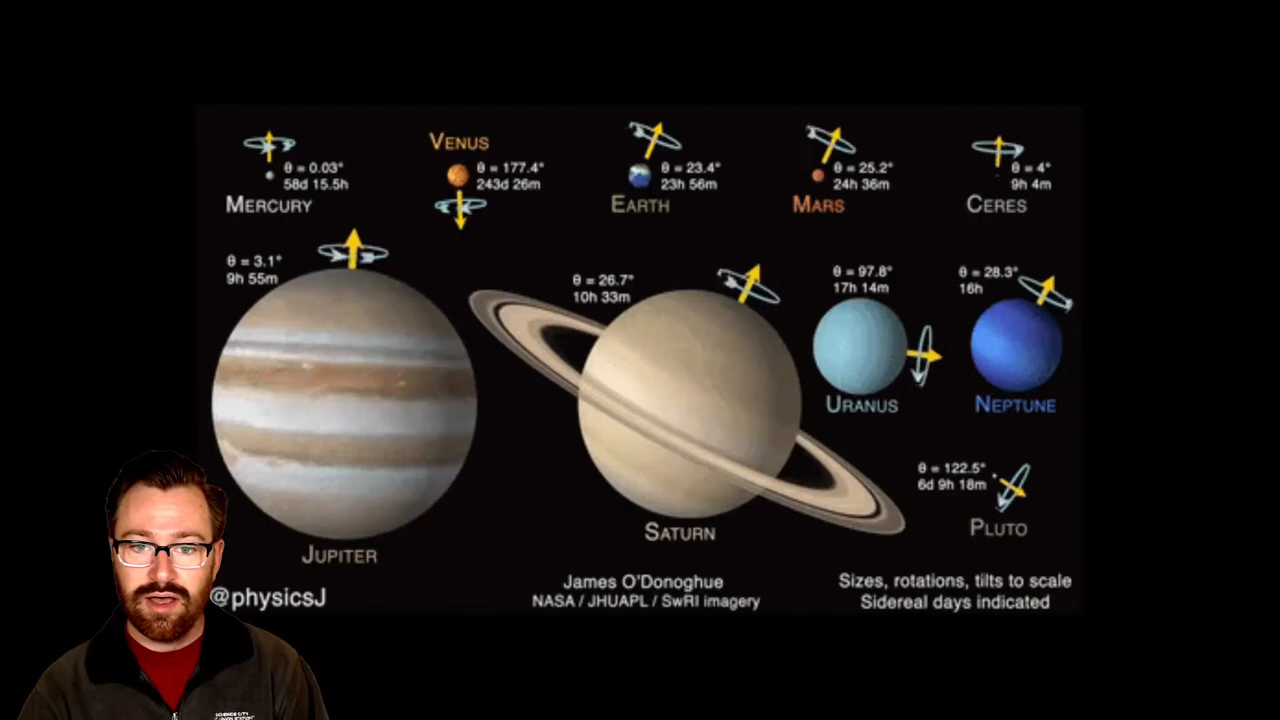 θ = 0.03°
58d 15.5h
MERCURY
VENUS
θ = 177.4°
243d 26m
θ = 23.4°
23h 56m
EARTH
θ = 25.2°
24h 36m
MARS
θ = 4°
9h 4m
CERES
θ = 3.1°
9h 55m
JUPITER
θ = 26.7°
10h 33m
SATURN
θ = 97.8°
17h 14m
URANUS
θ = 28.3°
16h
NEPTUNE
θ = 122.5°
6d 9h 18m
PLUTO
@physicsJ
James O'Donoghue
NASA / JHUAPL / SwRI imagery
Sizes, rotations, tilts to scale
Sidereal days indicated
SCIENCE CITY